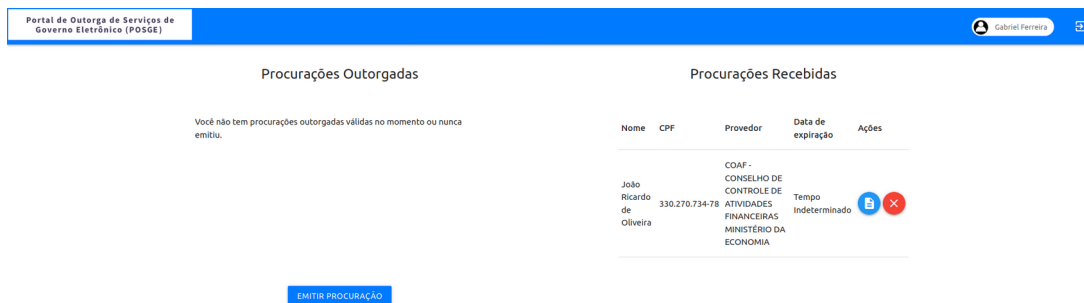 Portal de Outorga de Serviços de
Governo Eletrônico (POSGE)
Gabriel Ferreira
Procurações Outorgadas
Você não tem procurações outorgadas válidas no momento ou nunca
emitiu.
EMITIR PROCURAÇÃO
Procurações Recebidas
Nome CPF Provedor Data de
expiração Ações
João
Ricardo
de
Oliveira
330.270.734-78
COAF -
CONSELHO DE
CONTROLE DE
ATIVIDADES
FINANCEIRAS
MINISTÉRIO DA
ECONOMIA
Tempo
Indeterminado